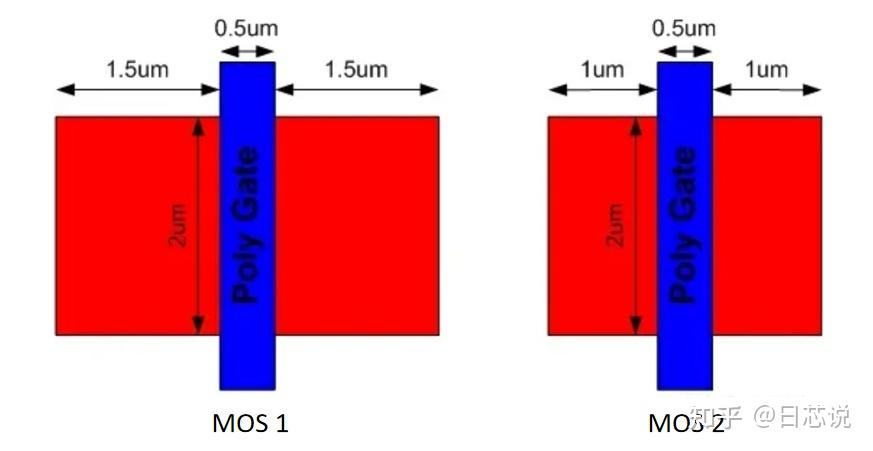 0.5um
1.5um
1.5um
2um
Poly Gate
MOS 1
0.5um
1um
1um
2um
Poly Gate
MOS 2
知乎 @日芯说